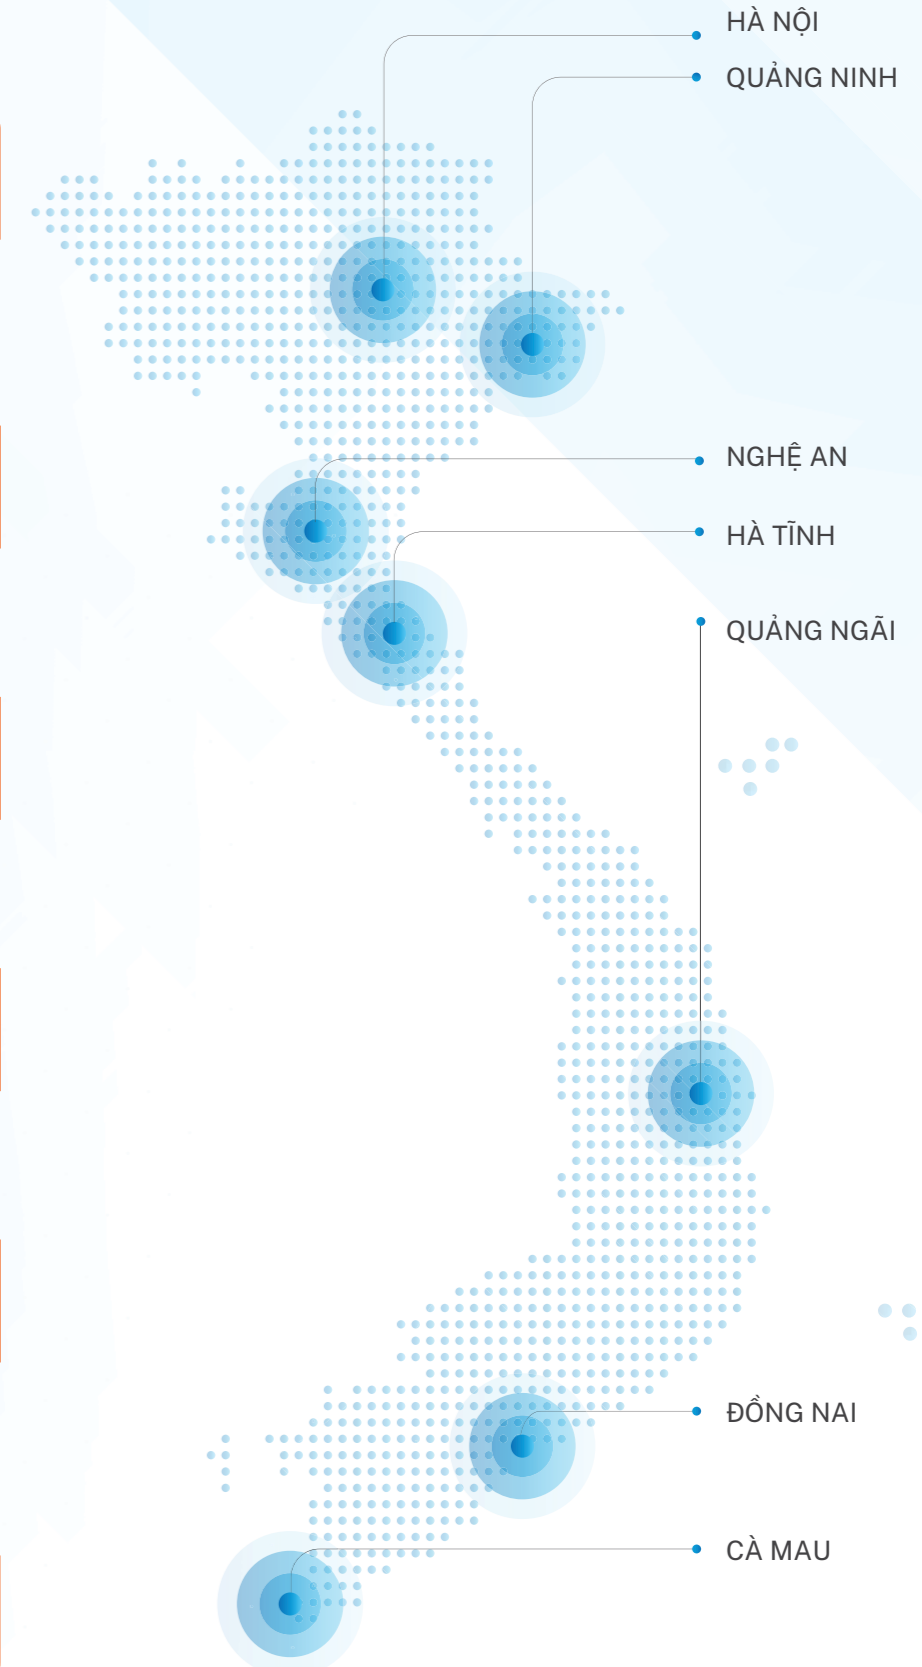 HÀ NỘI
QUẢNG NINH
NGHỆ AN
HÀ TĨNH
QUẢNG NGÃI
ĐỒNG NAI
CÀ MAU